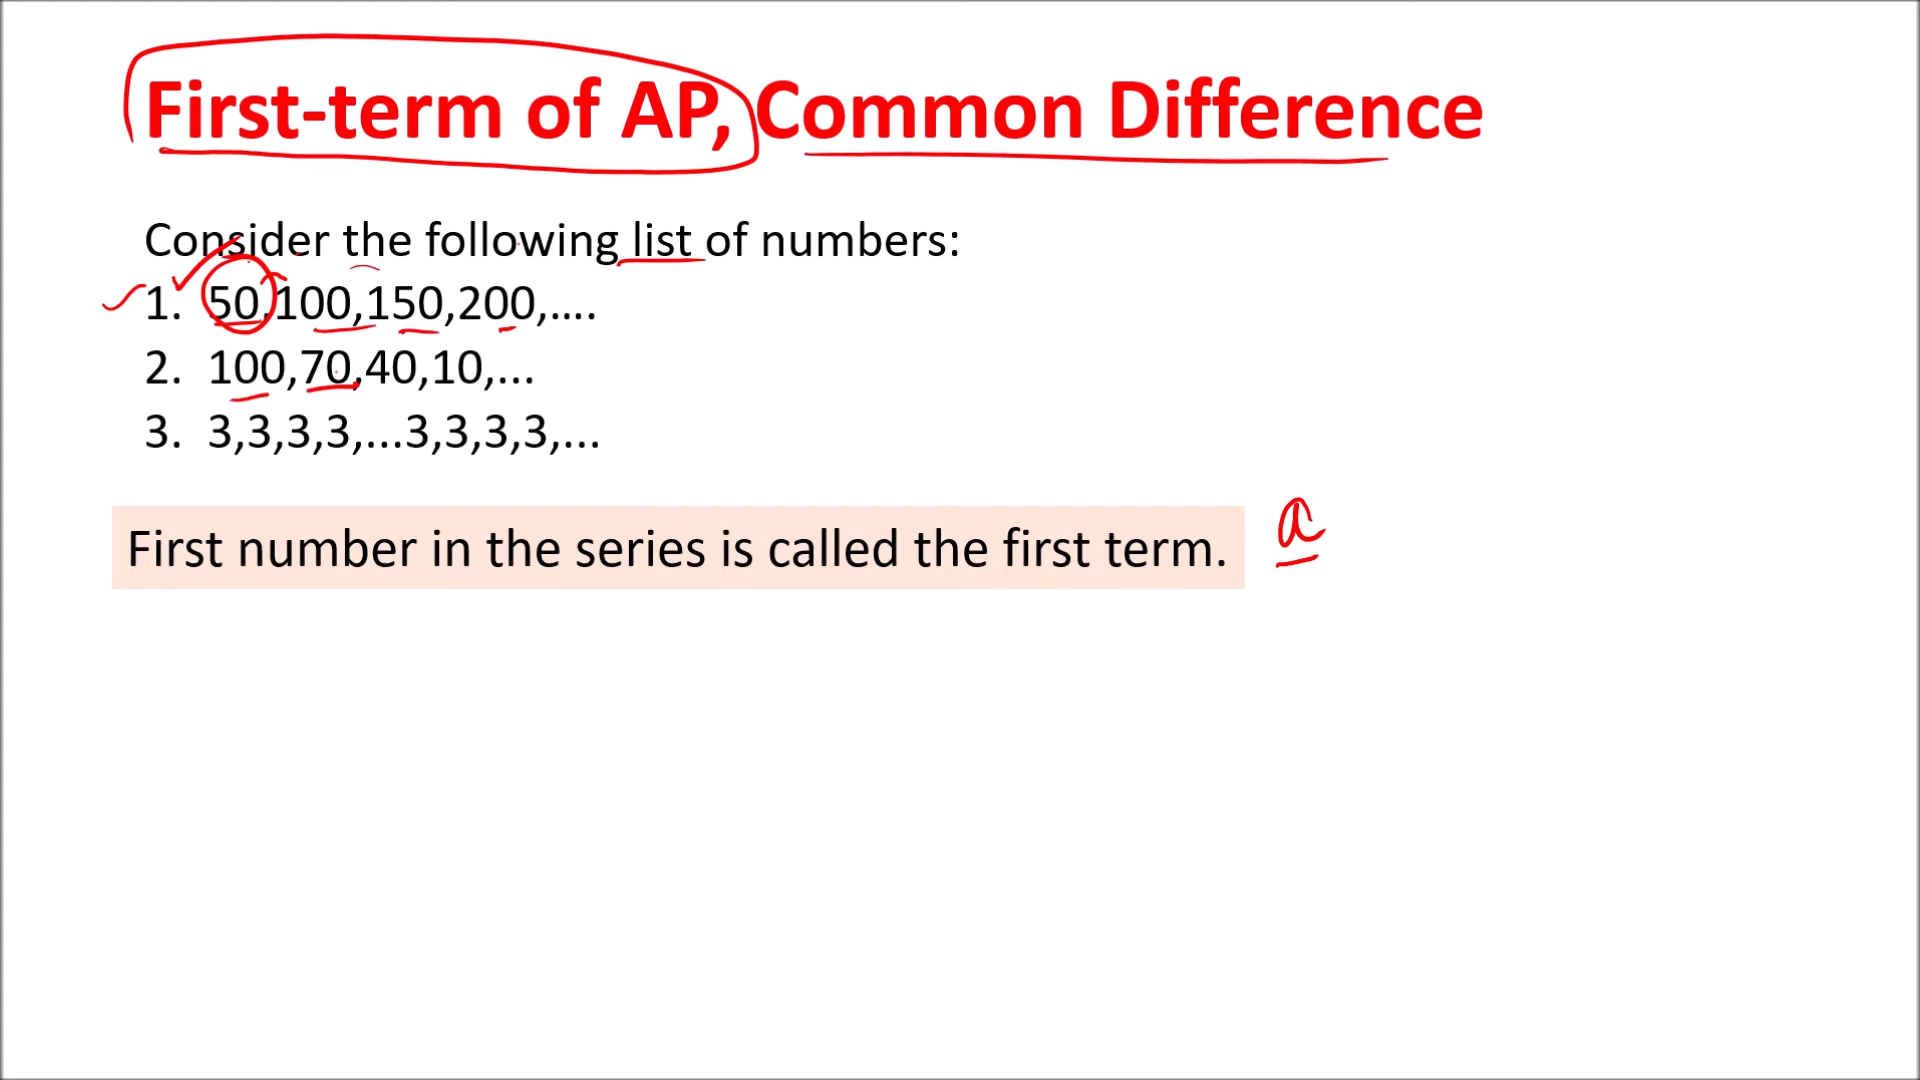 First-term of AP, Common Difference
Consider the following list of numbers:
1. 50,100,150,200,....
2. 100,70,40,10,...
3. 3,3,3,3,...3,3,3,3,...
First number in the series is called the first term. a